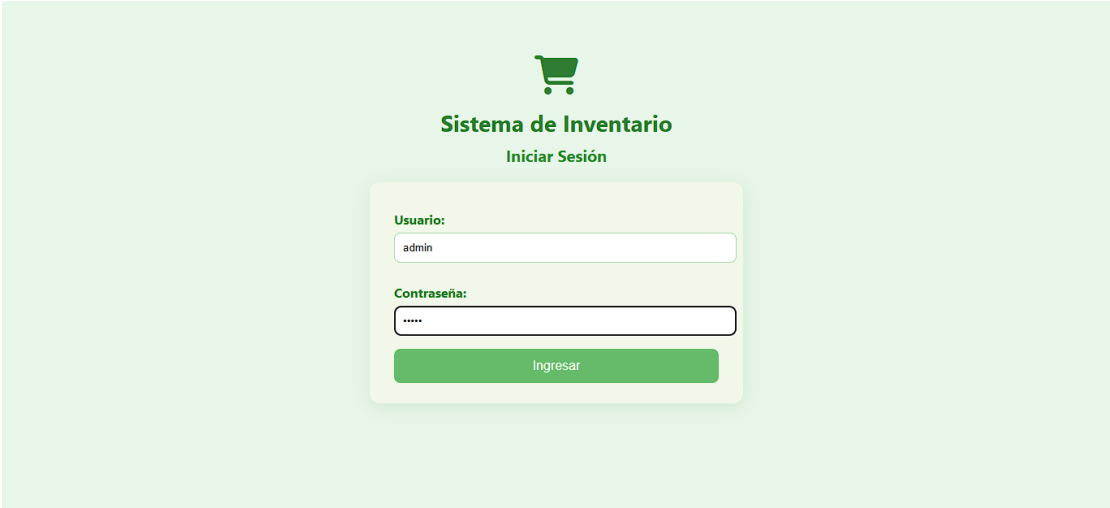 Sistema de Inventario
Iniciar Sesión
Usuario:
admin
Contraseña:
•••••
Ingresar